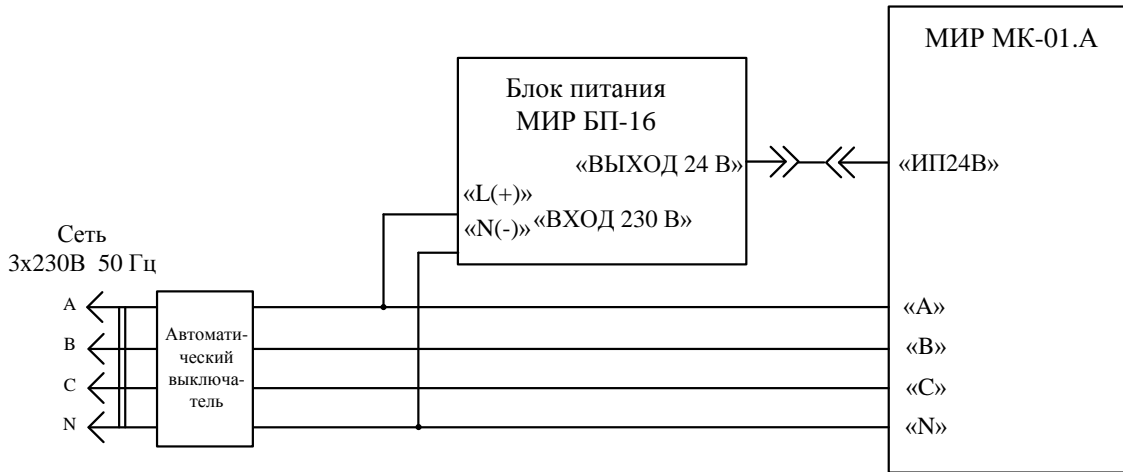 МИР МК-01.А
Блок питания
МИР БП-16
«ВЫХОД 24 В»
«ИП24В»
«L(+)»
«N(-)»
«ВХОД 230 В»
Сеть
3х230В 50 Гц
A
B
C
N
Автомати-
ческий
выключа-
тель
«A»
«B»
«C»
«N»